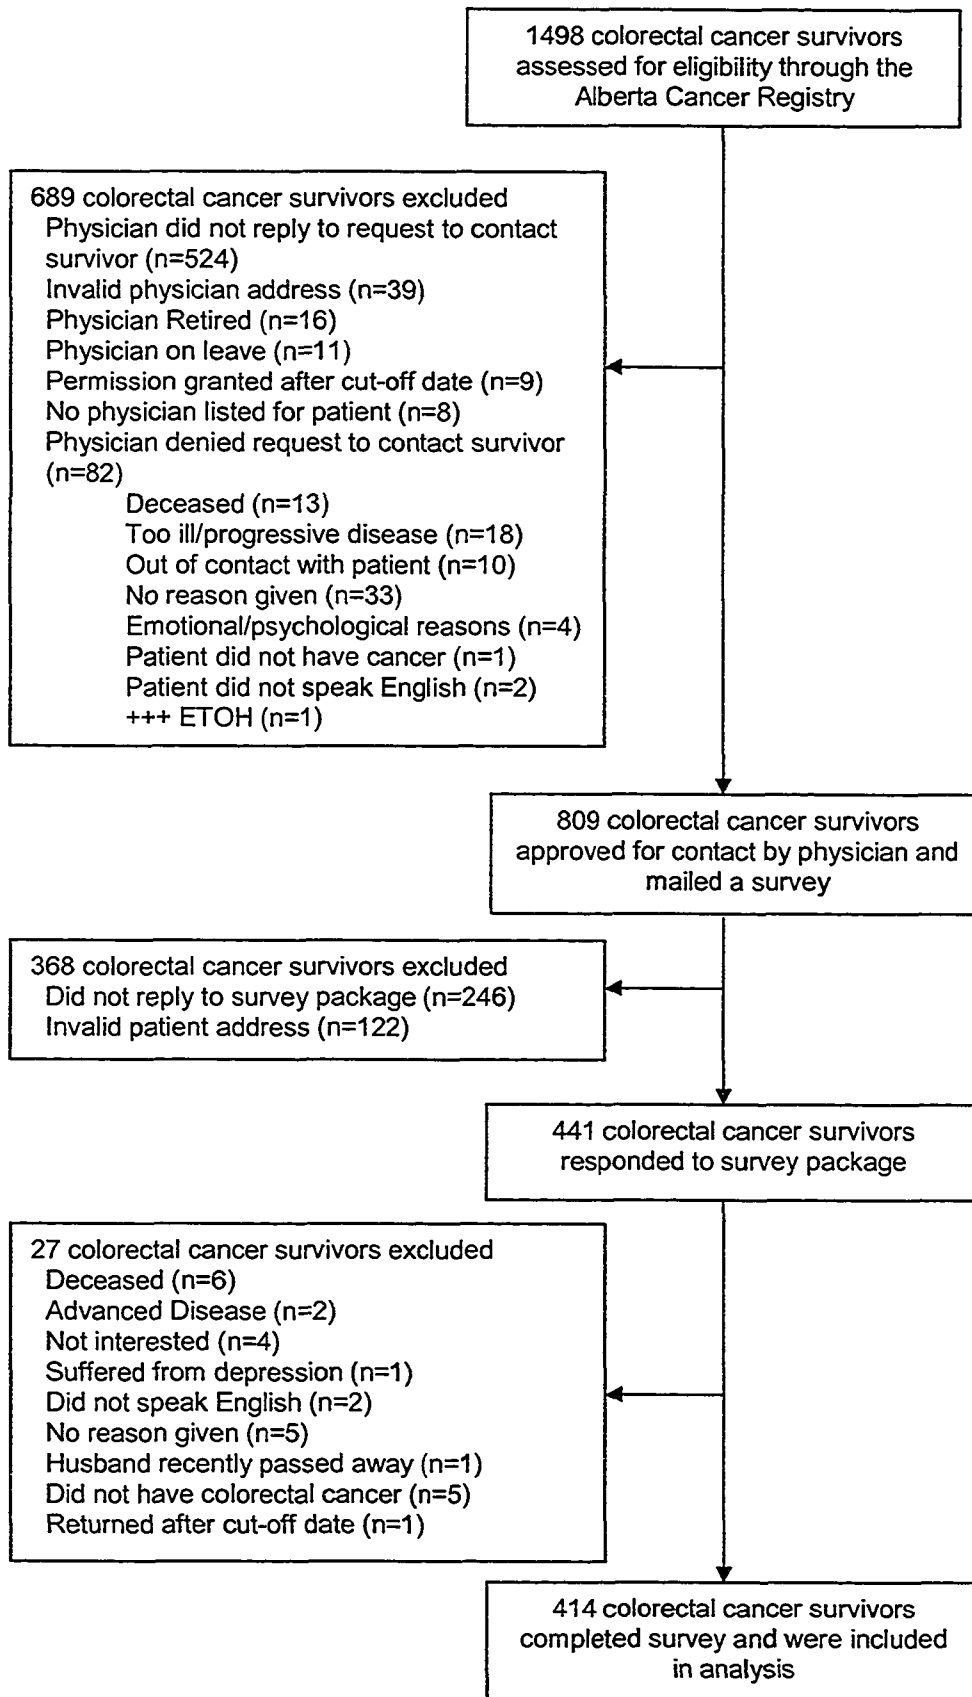 1498 colorectal cancer survivors
assessed for eligibility through the
Alberta Cancer Registry
689 colorectal cancer survivors excluded
Physician did not reply to request to contact
survivor (n=524)
Invalid physician address (n=39)
Physician Retired (n=16)
Physician on leave (n=11)
Permission granted after cut-off date (n=9)
No physician listed for patient (n=8)
Physician denied request to contact survivor
(n=82)
Deceased (n=13)
Too ill/progressive disease (n=18)
Out of contact with patient (n=10)
No reason given (n=33)
Emotional/psychological reasons (n=4)
Patient did not have cancer (n=1)
Patient did not speak English (n=2)
+++ ETOH (n=1)
809 colorectal cancer survivors
approved for contact by physician and
mailed a survey
368 colorectal cancer survivors excluded
Did not reply to survey package (n=246)
Invalid patient address (n=122)
441 colorectal cancer survivors
responded to survey package
27 colorectal cancer survivors excluded
Deceased (n=6)
Advanced Disease (n=2)
Not interested (n=4)
Suffered from depression (n=1)
Did not speak English (n=2)
No reason given (n=5)
Husband recently passed away (n=1)
Did not have colorectal cancer (n=5)
Returned after cut-off date (n=1)
414 colorectal cancer survivors
completed survey and were included
in analysis